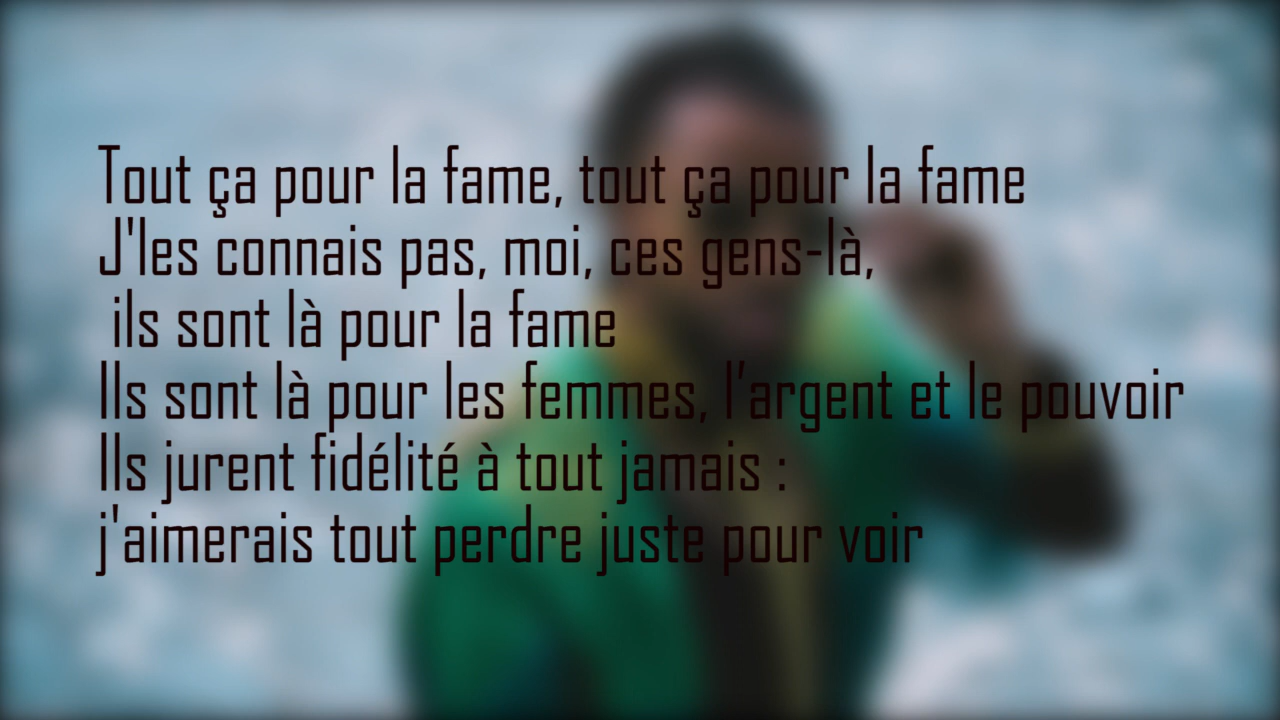 Tout ça pour la fame, tout ça pour la fame
J'les connais pas, moi, ces gens-là,
ils sont là pour la fame
Ils sont là pour les femmes, l’argent et le pouvoir
Ils jurent fidélité à tout jamais :
j'aimerais tout perdre juste pour voir